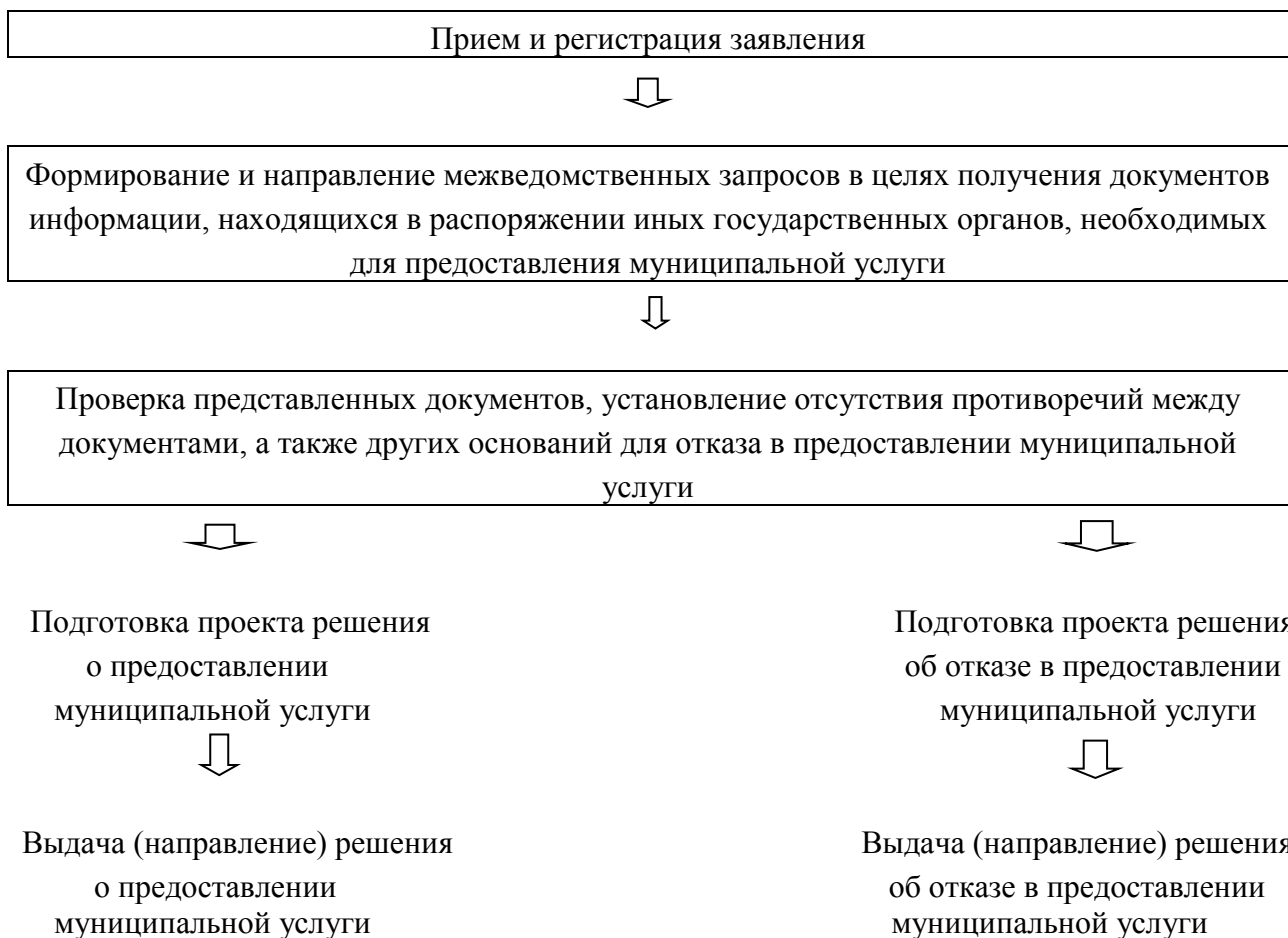 Прием и регистрация заявления
Формирование и направление межведомственных запросов в целях получения документов
информации, находящихся в распоряжении иных государственных органов, необходимых
для предоставления муниципальной услуги
Проверка представленных документов, установление отсутствия противоречий между
документами, а также других оснований для отказа в предоставлении муниципальной
услуги
Подготовка проекта решения
о предоставлении
муниципальной услуги
Подготовка проекта решения
об отказе в предоставлении
муниципальной услуги
Выдача (направление) решения
о предоставлении
муниципальной услуги
Выдача (направление) решения
об отказе в предоставлении
муниципальной услуги